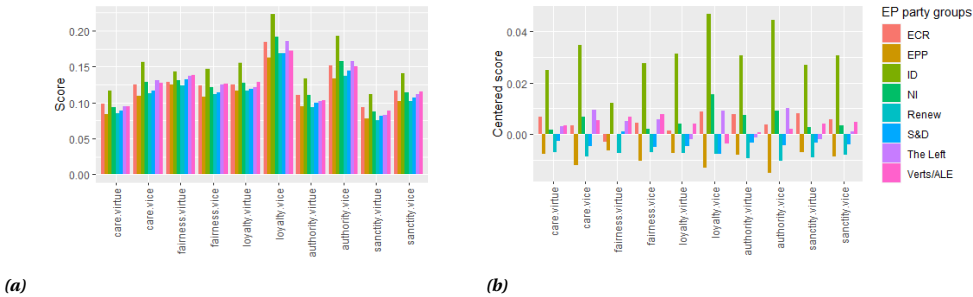 Score
0.20
0.15
0.10
0.05
0.00
care.virtue
care.vice
fairness.virtue
fairness.vice
loyalty.virtue
loyalty.vice
authority.virtue
authority.vice
sanctity.virtue
sanctity.vice
(a)
Centered score
0.04
0.02
0.00
care.virtue
care.vice
fairness.virtue
fairness.vice
loyalty.virtue
loyalty.vice
authority.virtue
authority.vice
sanctity.virtue
sanctity.vice
(b)
EP party groups
ECR
EPP
ID
NI
Renew
S&D
The Left
Verts/ALE